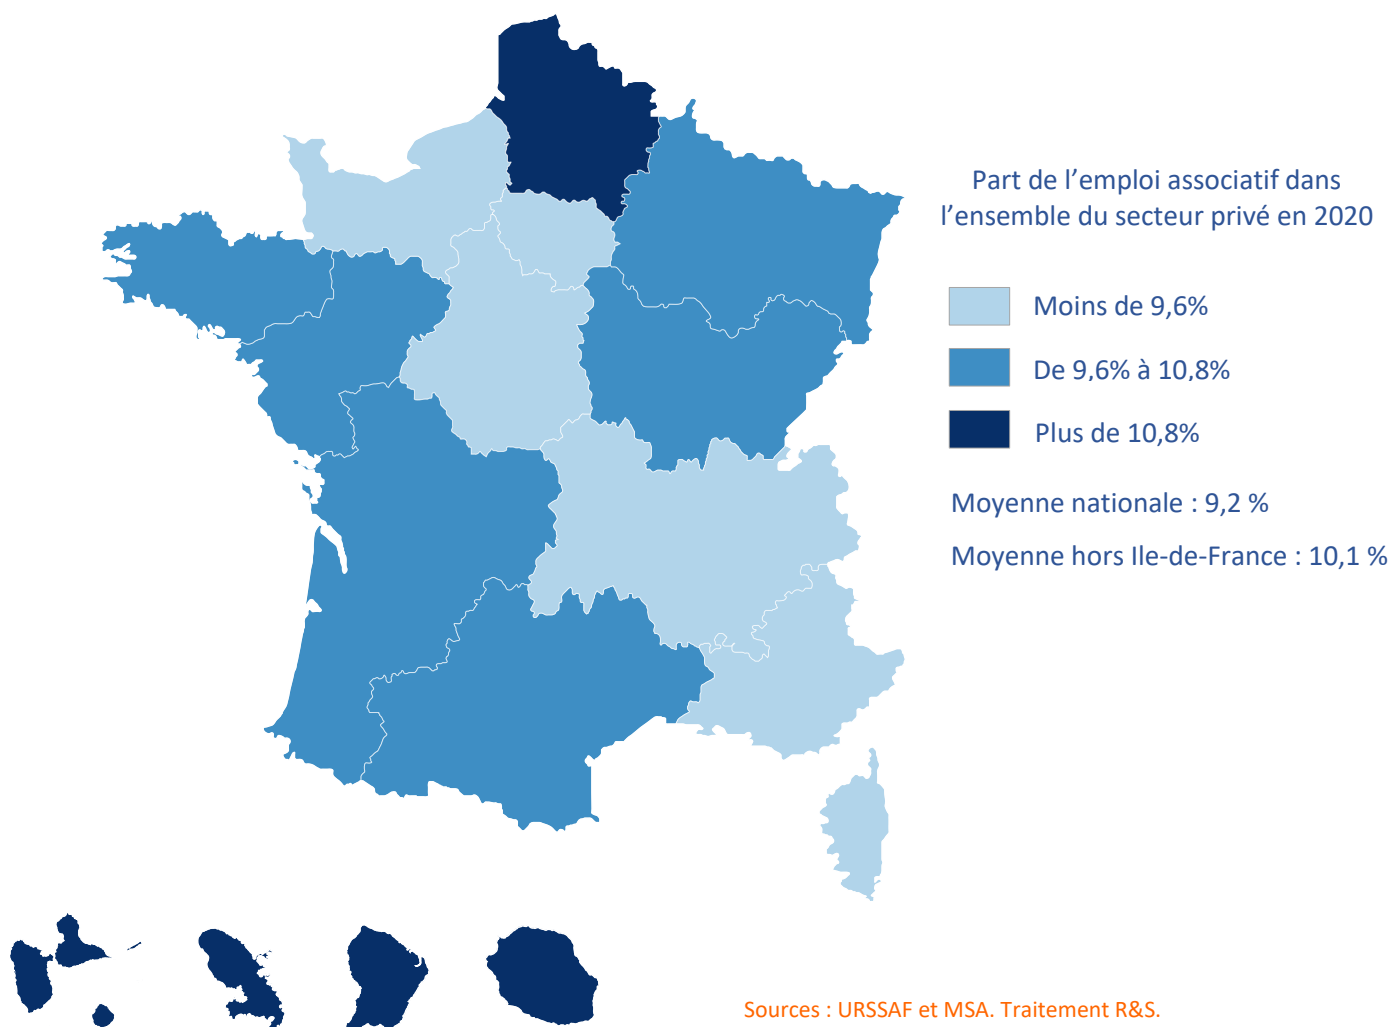 Part de l’emploi associatif dans
l’ensemble du secteur privé en 2020
Moins de 9,6%
De 9,6% à 10,8%
Plus de 10,8%
Moyenne nationale : 9,2 %
Moyenne hors Ile-de-France : 10,1 %
Sources : URSSAF et MSA. Traitement R&S.